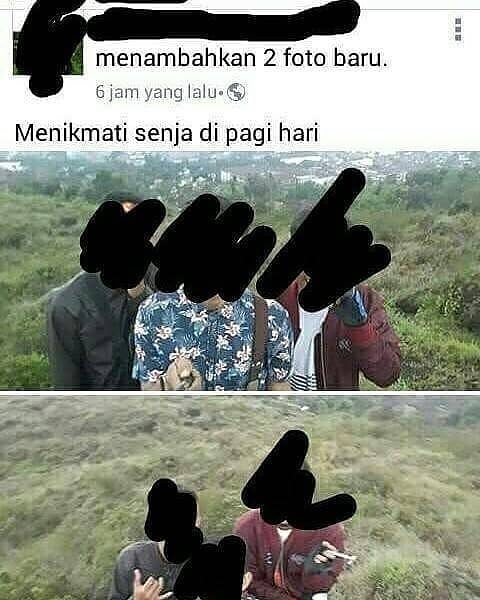 menambahkan 2 foto baru.
6 jam yang lalu•
Menikmati senja di pagi hari